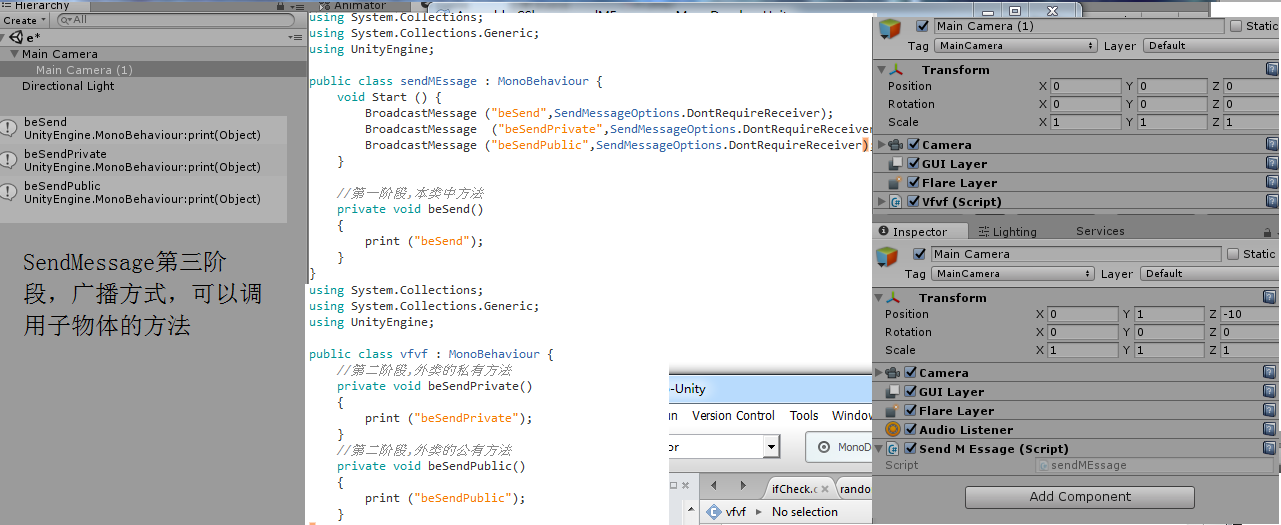 Hierarchy
Create
All
e*
Main Camera
Main Camera (1)
Directional Light
beSend
UnityEngine.MonoBehaviour:print(Object)
beSendPrivate
UnityEngine.MonoBehaviour:print(Object)
beSendPublic
UnityEngine.MonoBehaviour:print(Object)
SendMessage第三阶
段，广播方式，可以调
用子物体的方法
Animator
using System.Collections;
using System.Collections.Generic;
using UnityEngine;
public class sendMEssage : MonoBehaviour {
void Start () {
BroadcastMessage ("beSend",SendMessageOptions.DontRequireReceiver);
BroadcastMessage ("beSendPrivate",SendMessageOptions.DontRequireReceiver
BroadcastMessage ("beSendPublic",SendMessageOptions.DontRequireReceiver);
}
//第一阶段,本类中方法
private void beSend()
{
print ("beSend");
}
}
using System.Collections;
using System.Collections.Generic;
using UnityEngine;
public class vfvf : MonoBehaviour {
//第二阶段,外类的私有方法
private void beSendPrivate()
{
print ("beSendPrivate");
}
//第二阶段,外类的公有方法
private void beSendPublic()
{
print ("beSendPublic");
}
-Unity
un Version Control Tools Window
or
MonoD
ifCheck.c
rando
vfvf
No selection
Main Camera (1) Static
Tag MainCamera Layer Default
Transform
Position X 0 Y 0 Z 0
Rotation X 0 Y 0 Z 0
Scale X 1 Y 1 Z 1
Camera
GUI Layer
Flare Layer
Vfvf (Script)
Inspector Lighting Services
Main Camera Static
Tag MainCamera Layer Default
Transform
Position X 0 Y 1 Z -10
Rotation X 0 Y 0 Z 0
Scale X 1 Y 1 Z 1
Camera
GUI Layer
Flare Layer
Audio Listener
Send M Essage (Script)
Script sendMEssage
Add Component